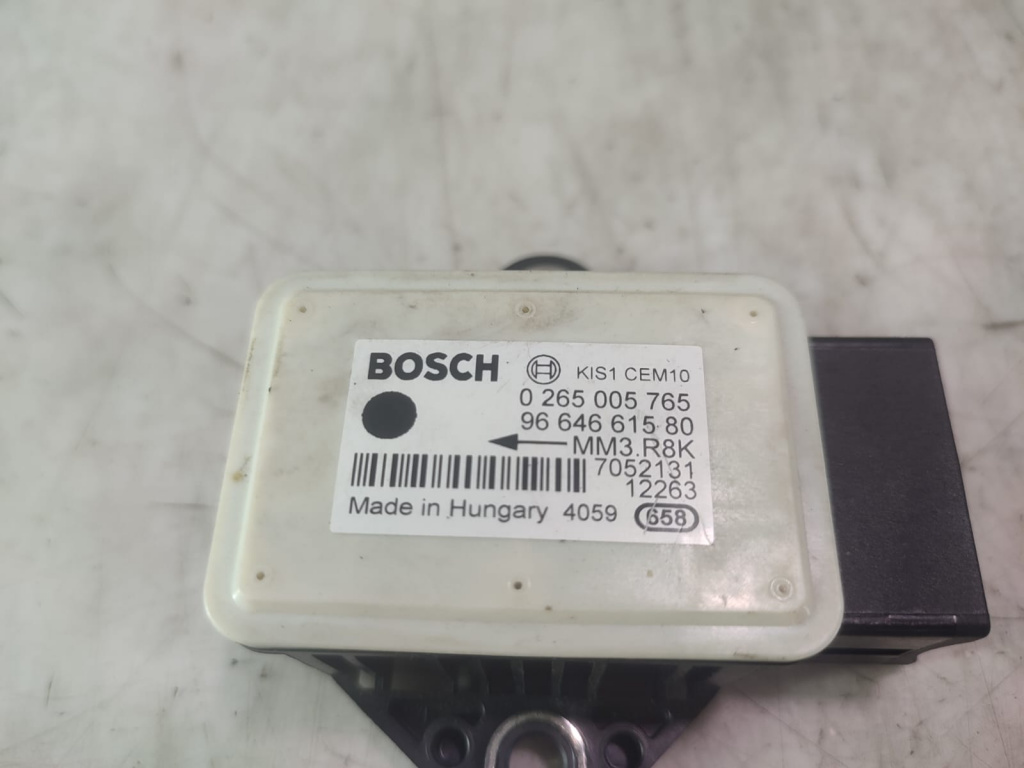 BOSCH KIS1 CEM10
0 265 005 765
96 646 615 80
MM3.R8K
7052131
12263
Made in Hungary 4059 658